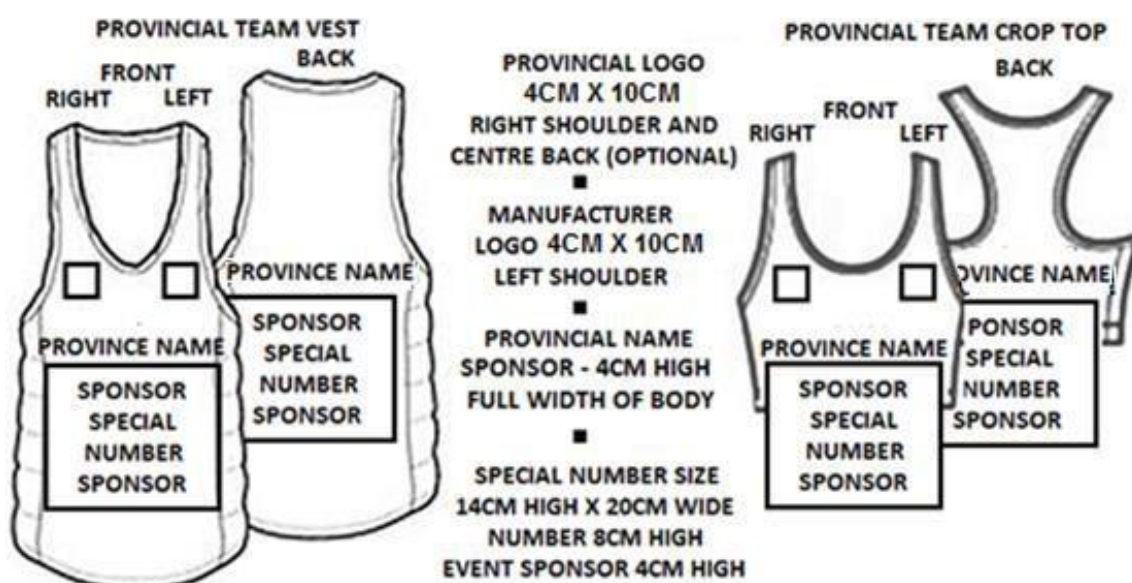 PROVINCIAL TEAM VEST
BACK
FRONT
RIGHT LEFT
PROVINCE NAME
SPONSOR
SPECIAL
NUMBER
SPONSOR
PROVINCE NAME
SPONSOR
SPECIAL
NUMBER
SPONSOR
PROVINCIAL LOGO
4CM X 10CM
RIGHT SHOULDER AND
CENTRE BACK (OPTIONAL)
MANUFACTURER
LOGO 4CM X 10CM
LEFT SHOULDER
PROVINCIAL NAME
SPONSOR - 4CM HIGH
FULL WIDTH OF BODY
SPECIAL NUMBER SIZE
14CM HIGH X 20CM WIDE
NUMBER 8CM HIGH
EVENT SPONSOR 4CM HIGH
PROVINCIAL TEAM CROP TOP
BACK
FRONT
RIGHT LEFT
OVINCE NAME
PONSOR
SPECIAL
NUMBER
SPONSOR
PROVINCE NAME
SPONSOR
SPECIAL
NUMBER
SPONSOR